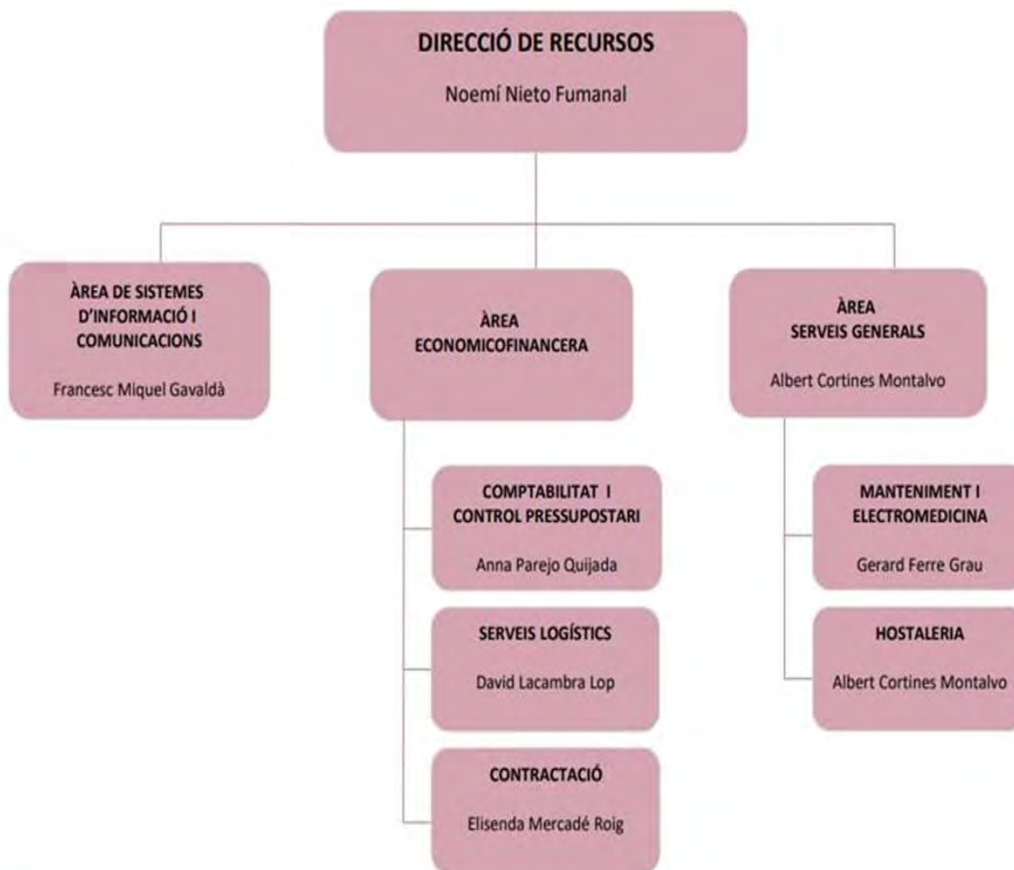 DIRECCIÓ DE RECURSOS
Noemí Nieto Fumanal
ÀREA DE SISTEMES
D'INFORMACIÓ I
COMUNICACIONS
Francesc Miquel Gavaldà
ÀREA
ECONOMICOFINANCERA
ÀREA
SERVEIS GENERALS
Albert Cortines Montalvo
COMPTABILITAT I
CONTROL PRESSUPOSTARI
Anna Parejo Quijada
SERVEIS LOGÍSTICS
David Lacambra Lop
CONTRACTACIÓ
Elisenda Mercadé Roig
MANTENIMENT I
ELECTROMEDICINA
Gerard Ferre Grau
HOSTALERIA
Albert Cortines Montalvo